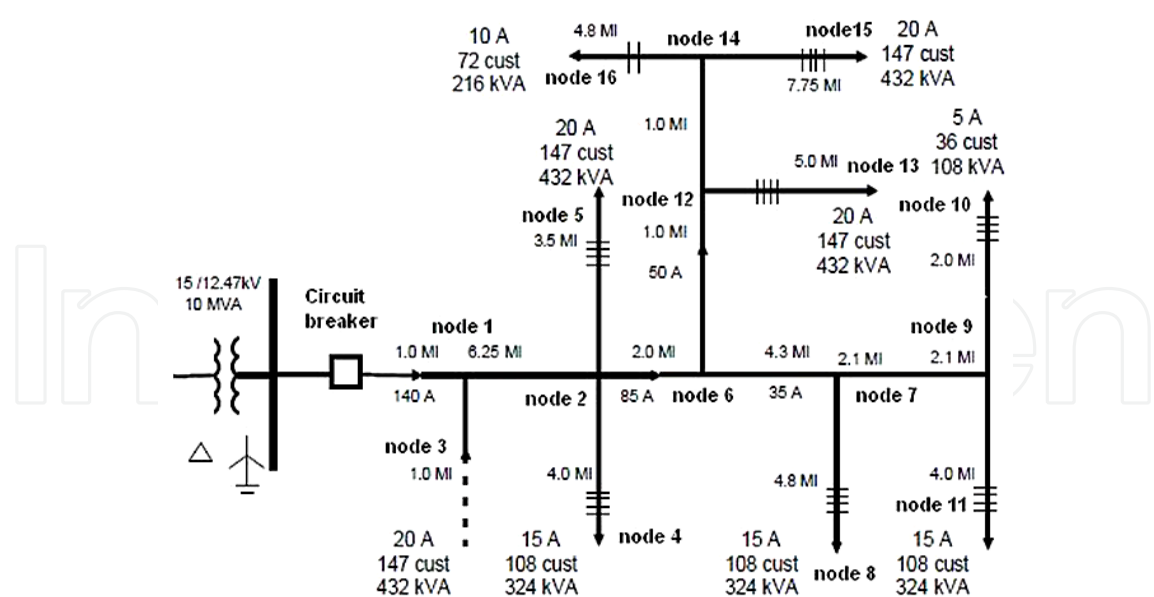 4.8 MI
node 14
node15
20 A
147 cust
432 kVA
10 A
72 cust
216 kVA
node 16
7.75 MI
1.0 MI
5 A
36 cust
108 kVA
20 A
147 cust
432 kVA
5.0 MI
node 13
node 12
node 10
node 5
3.5 MI
1.0 MI
50 A
20 A
147 cust
432 kVA
2.0 MI
15 /12.47kV
10 MVA
Circuit
breaker
node 1
node 9
1.0 MI
6.25 MI
2.0 MI
4.3 MI
2.1 MI
2.1 MI
140 A
node 2
85 A
node 6
35 A
node 7
node 3
1.0 MI
4.0 MI
4.8 MI
4.0 MI
node 11
20 A
147 cust
432 kVA
15 A
108 cust
324 kVA
node 4
15 A
108 cust
324 kVA
node 8
15 A
108 cust
324 kVA